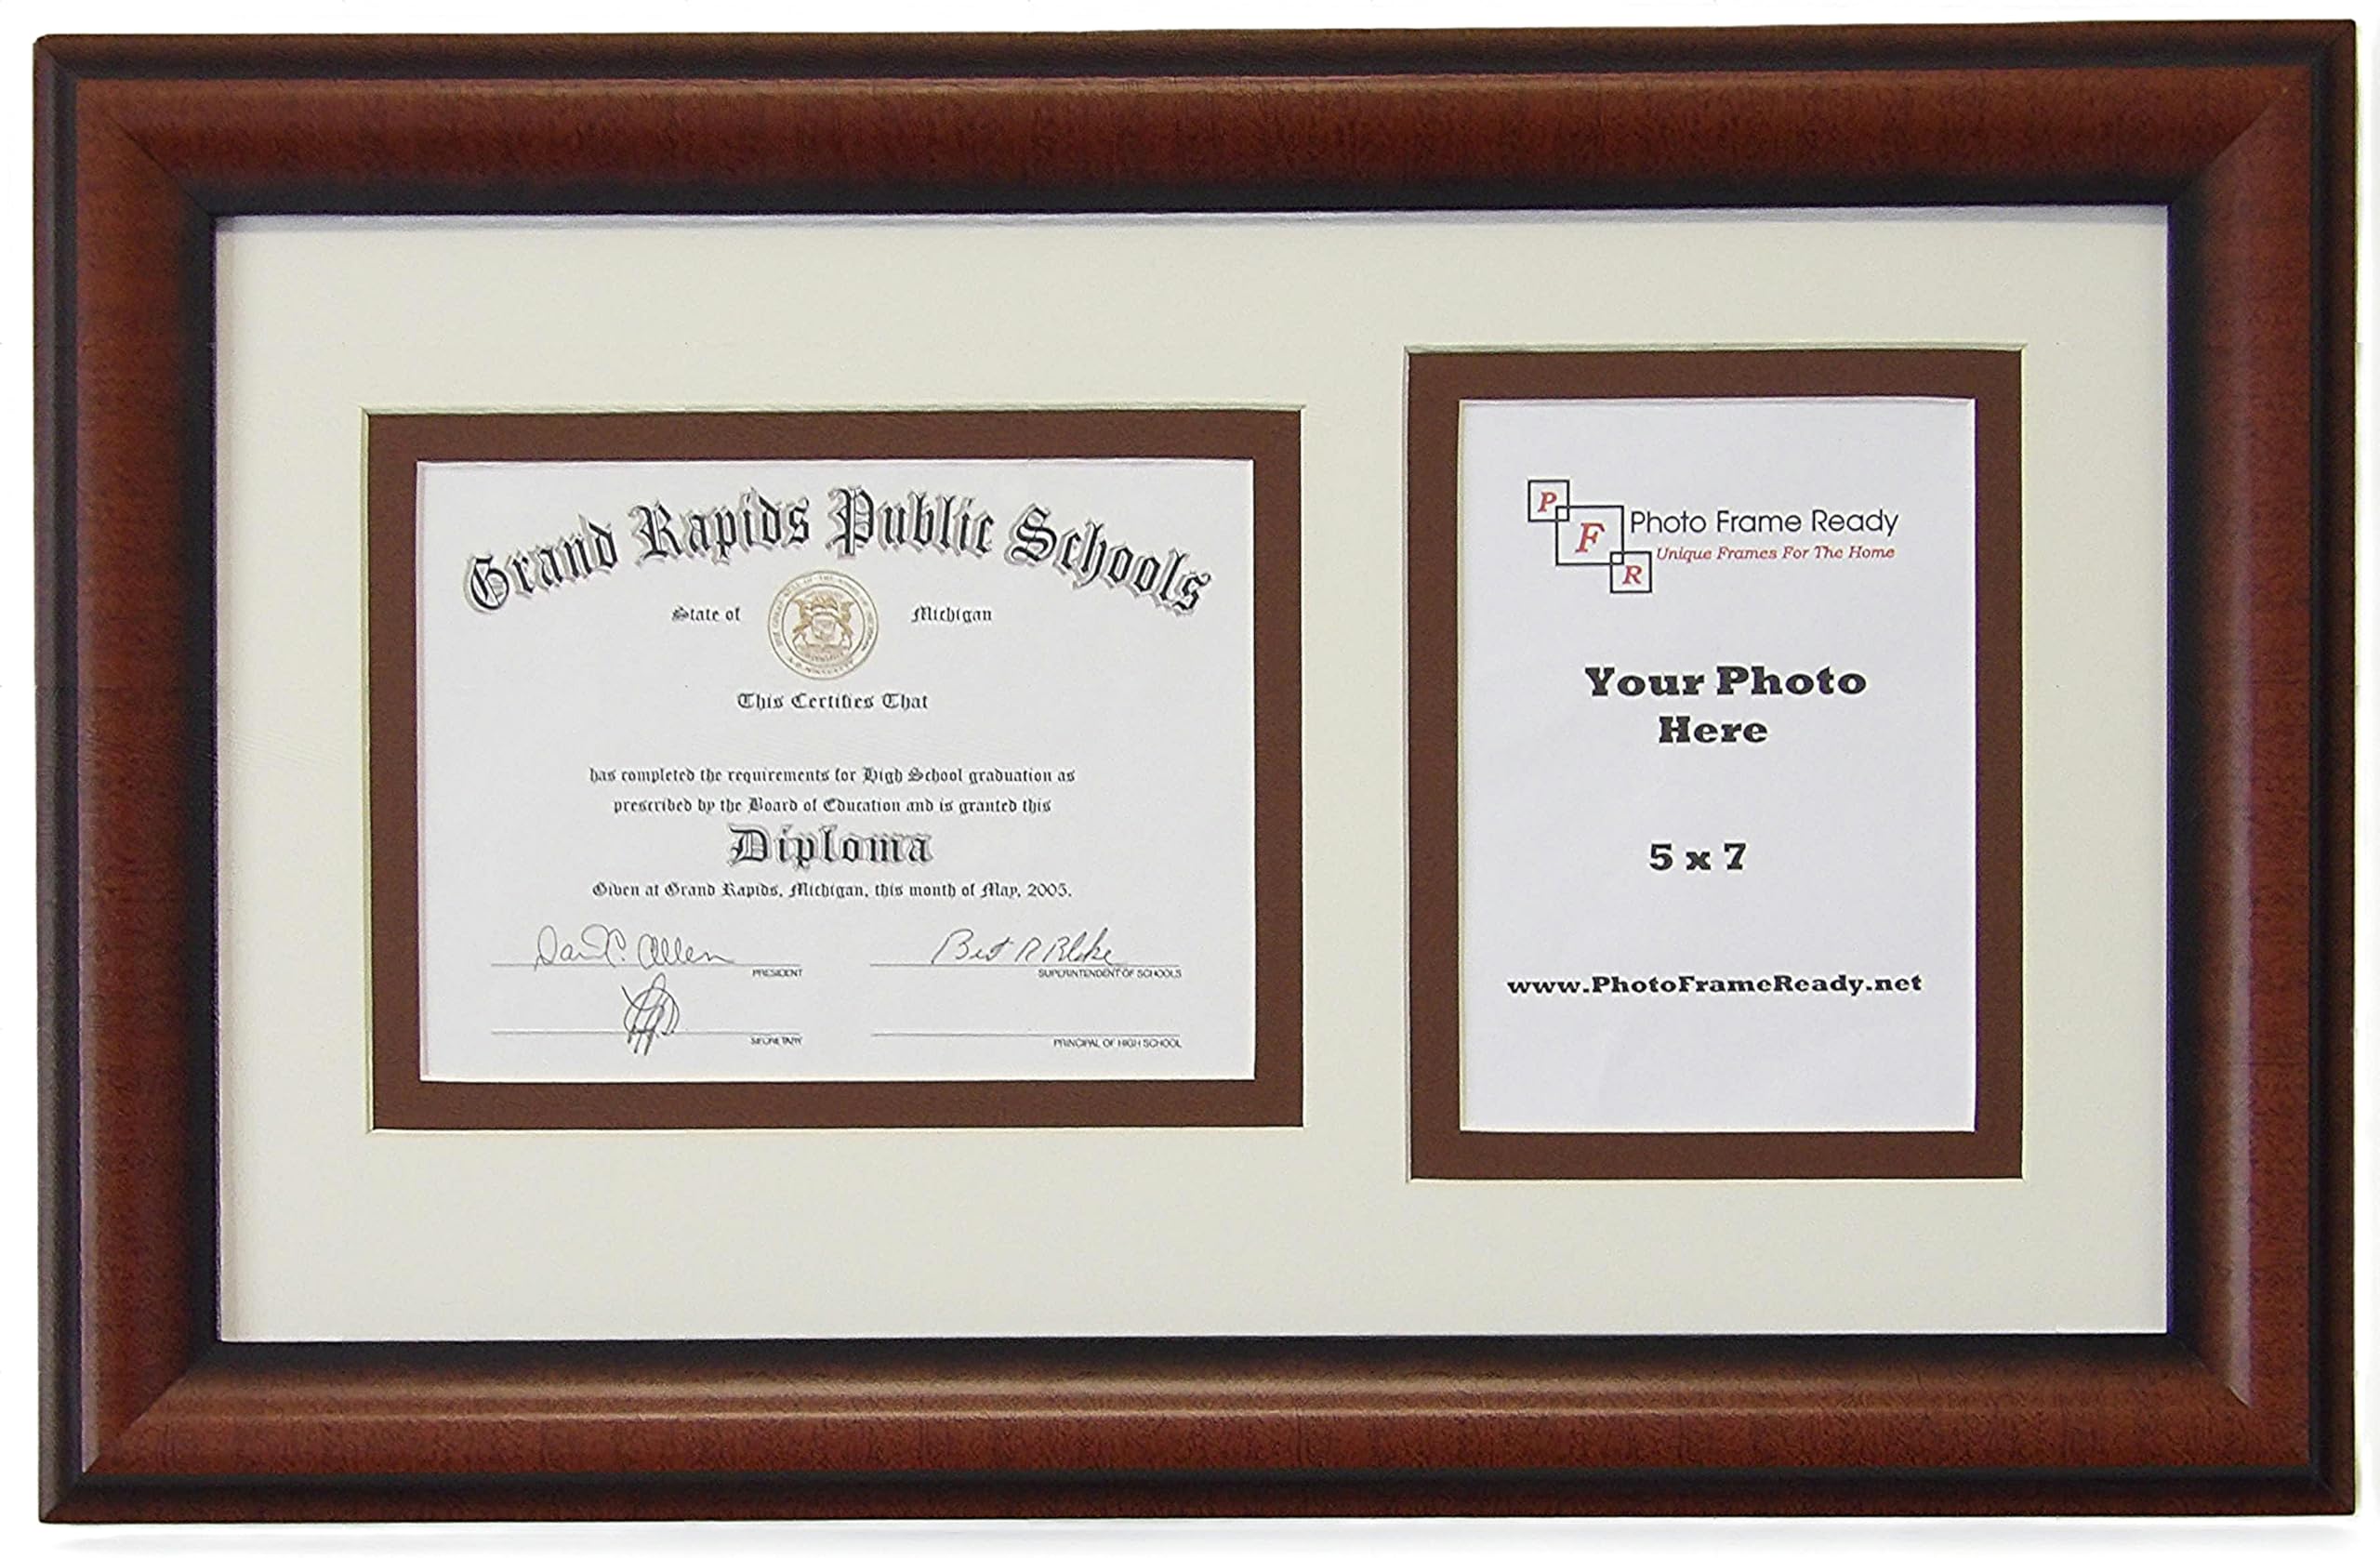 Grand Rapids Public Schools
State of Michigan
This Certifies That
has completed the requirements for High School graduation as
prescribed by the Board of Education and is granted this
Diploma
Given at Grand Rapids, Michigan, this month of May, 2005.
PRESIDENT
SUPERINTENDENT OF SCHOOLS
SECRETARY
PRINCIPAL OF HIGH SCHOOL
P
F
R
Photo Frame Ready
Unique Frames For The Home
Your Photo
Here
5 x 7
www.PhotoFrameReady.net